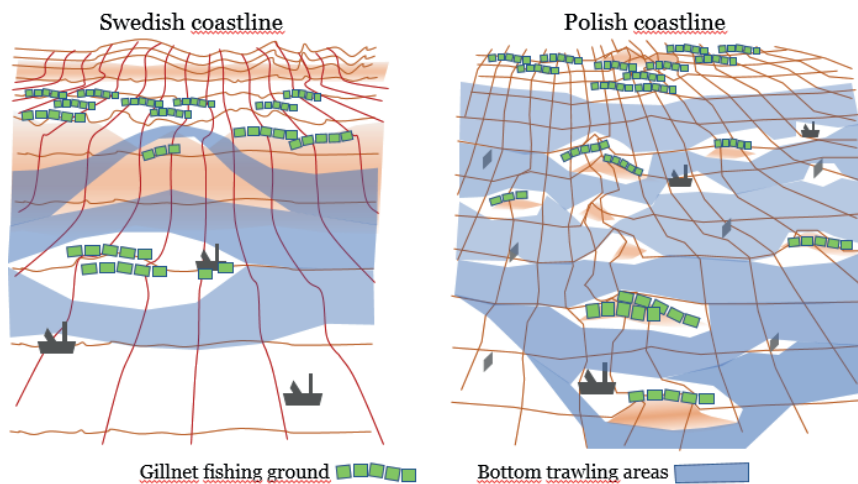 Swedish coastline
Polish coastline
Gillnet fishing ground
Bottom trawling areas